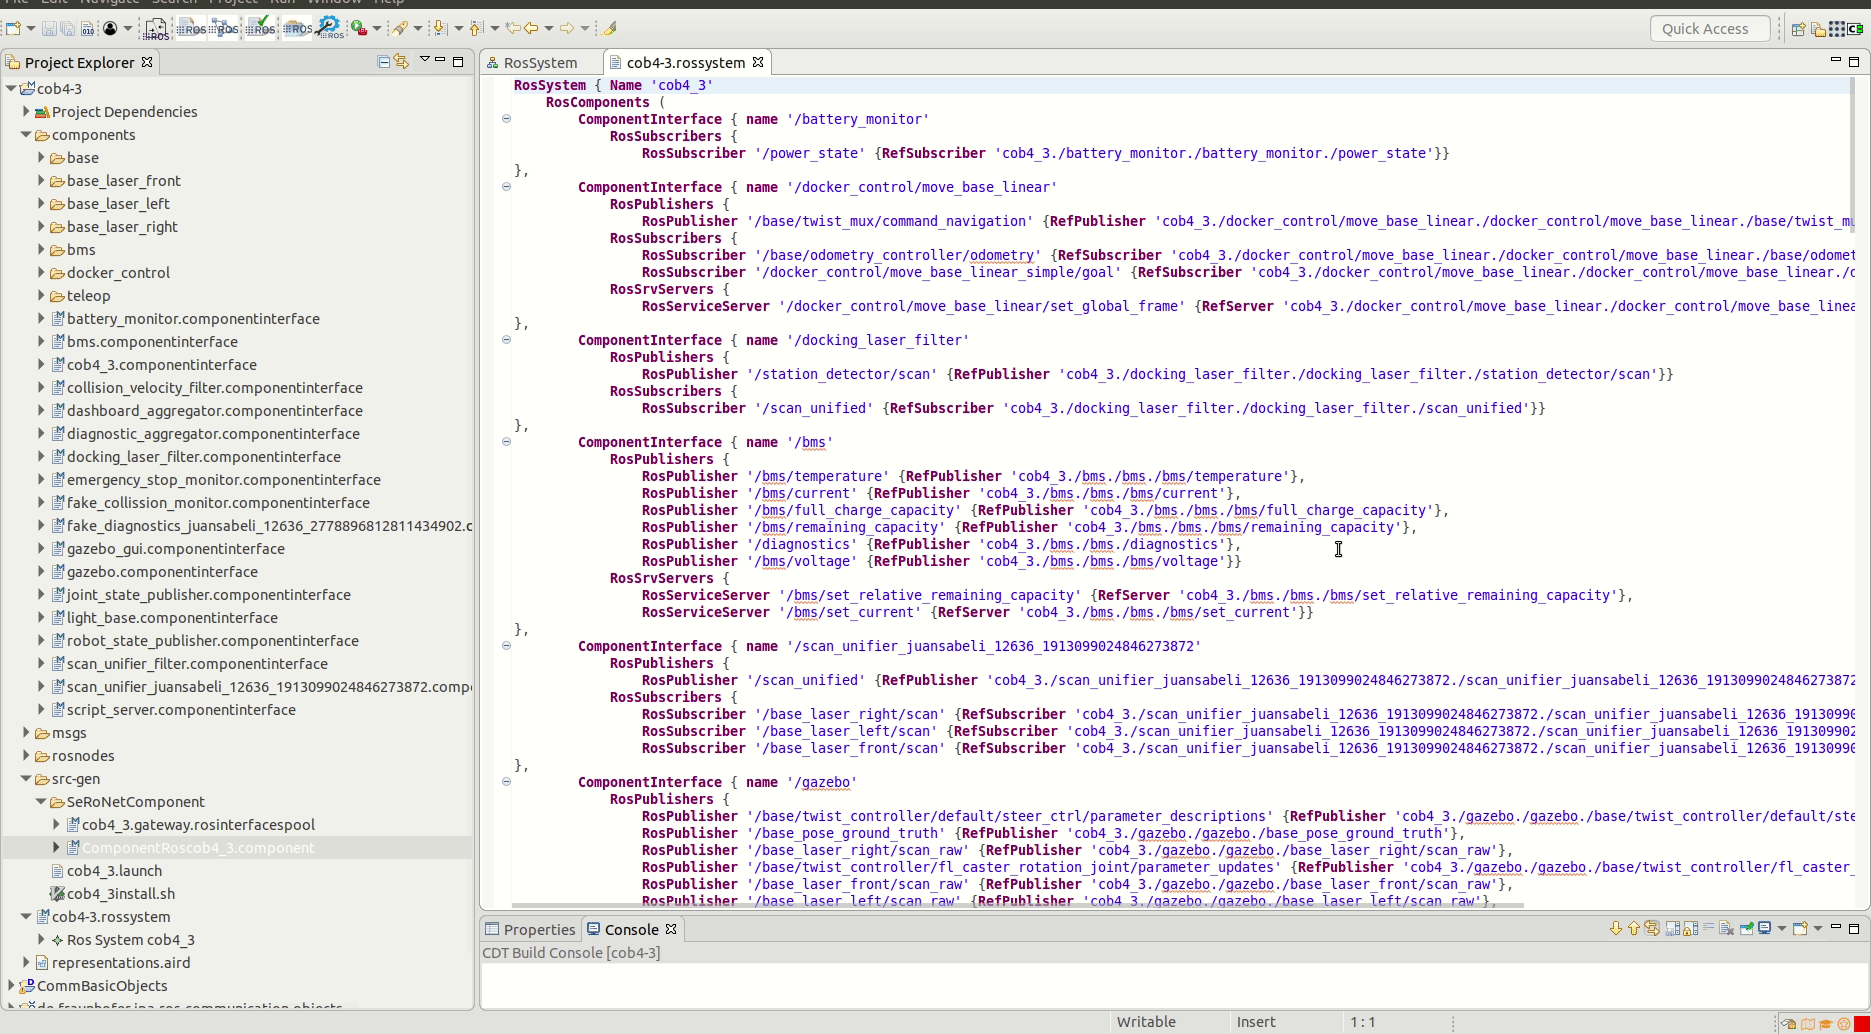 File Edit Navigate Search Project Run Window Help
Quick Access
Project Explorer
cob4-3
Project Dependencies
components
base
base_laser_front
base_laser_left
base_laser_right
bms
docker_control
teleop
battery_monitor.componentinterface
bms.componentinterface
cob4_3.componentinterface
collision_velocity_filter.componentinterface
dashboard_aggregator.componentinterface
diagnostic_aggregator.componentinterface
docking_laser_filter.componentinterface
emergency_stop_monitor.componentinterface
fake_collission_monitor.componentinterface
fake_diagnostics_juansabeli_12636_2778896812811434902.c
gazebo_gui.componentinterface
gazebo.componentinterface
joint_state_publisher.componentinterface
light_base.componentinterface
robot_state_publisher.componentinterface
scan_unifier_filter.componentinterface
scan_unifier_juansabeli_12636_1913099024846273872.comp
script_server.componentinterface
msgs
rosnodes
src-gen
SeRoNetComponent
cob4_3.gateway.rosinterfacespool
ComponentRoscob4_3.component
cob4_3.launch
cob4_3install.sh
cob4-3.rossystem
Ros System cob4_3
representations.aird
CommBasicObjects
de.fraunhofer.ipa.ros.communication.objects
RosSystem cob4-3.rossystem
RosSystem { Name 'cob4_3'
RosComponents (
ComponentInterface { name '/battery_monitor'
RosSubscribers {
RosSubscriber '/power_state' {RefSubscriber 'cob4_3./battery_monitor./battery_monitor./power_state'}}
},
ComponentInterface { name '/docker_control/move_base_linear'
RosPublishers {
RosPublisher '/base/twist_mux/command_navigation' {RefPublisher 'cob4_3./docker_control/move_base_linear./docker_control/move_base_linear./base/twist_mu
RosSubscribers {
RosSubscriber '/base/odometry_controller/odometry' {RefSubscriber 'cob4_3./docker_control/move_base_linear./docker_control/move_base_linear./base/odomet
RosSubscriber '/docker_control/move_base_linear_simple/goal' {RefSubscriber 'cob4_3./docker_control/move_base_linear./docker_control/move_base_linear./d
RosSrvServers {
RosServiceServer '/docker_control/move_base_linear/set_global_frame' {RefServer 'cob4_3./docker_control/move_base_linear./docker_control/move_base_linea
},
ComponentInterface { name '/docking_laser_filter'
RosPublishers {
RosPublisher '/station_detector/scan' {RefPublisher 'cob4_3./docking_laser_filter./docking_laser_filter./station_detector/scan'}}
RosSubscribers {
RosSubscriber '/scan_unified' {RefSubscriber 'cob4_3./docking_laser_filter./docking_laser_filter./scan_unified'}}
},
ComponentInterface { name '/bms'
RosPublishers {
RosPublisher '/bms/temperature' {RefPublisher 'cob4_3./bms./bms./bms/temperature'},
RosPublisher '/bms/current' {RefPublisher 'cob4_3./bms./bms./bms/current'},
RosPublisher '/bms/full_charge_capacity' {RefPublisher 'cob4_3./bms./bms./bms/full_charge_capacity'},
RosPublisher '/bms/remaining_capacity' {RefPublisher 'cob4_3./bms./bms./bms/remaining_capacity'},
RosPublisher '/diagnostics' {RefPublisher 'cob4_3./bms./bms./diagnostics'},
RosPublisher '/bms/voltage' {RefPublisher 'cob4_3./bms./bms./bms/voltage'}}
RosSrvServers {
RosServiceServer '/bms/set_relative_remaining_capacity' {RefServer 'cob4_3./bms./bms./bms/set_relative_remaining_capacity'},
RosServiceServer '/bms/set_current' {RefServer 'cob4_3./bms./bms./bms/set_current'}}
},
ComponentInterface { name '/scan_unifier_juansabeli_12636_1913099024846273872'
RosPublishers {
RosPublisher '/scan_unified' {RefPublisher 'cob4_3./scan_unifier_juansabeli_12636_1913099024846273872./scan_unifier_juansabeli_12636_1913099024846273872
RosSubscribers {
RosSubscriber '/base_laser_right/scan' {RefSubscriber 'cob4_3./scan_unifier_juansabeli_12636_1913099024846273872./scan_unifier_juansabeli_12636_19130990
RosSubscriber '/base_laser_left/scan' {RefSubscriber 'cob4_3./scan_unifier_juansabeli_12636_1913099024846273872./scan_unifier_juansabeli_12636_191309902
RosSubscriber '/base_laser_front/scan' {RefSubscriber 'cob4_3./scan_unifier_juansabeli_12636_1913099024846273872./scan_unifier_juansabeli_12636_19130990
},
ComponentInterface { name '/gazebo'
RosPublishers {
RosPublisher '/base/twist_controller/default/steer_ctrl/parameter_descriptions' {RefPublisher 'cob4_3./gazebo./gazebo./base/twist_controller/default/ste
RosPublisher '/base_pose_ground_truth' {RefPublisher 'cob4_3./gazebo./gazebo./base_pose_ground_truth'},
RosPublisher '/base_laser_right/scan_raw' {RefPublisher 'cob4_3./gazebo./gazebo./base_laser_right/scan_raw'},
RosPublisher '/base/twist_controller/fl_caster_rotation_joint/parameter_updates' {RefPublisher 'cob4_3./gazebo./gazebo./base/twist_controller/fl_caster_
RosPublisher '/base_laser_front/scan_raw' {RefPublisher 'cob4_3./gazebo./gazebo./base_laser_front/scan_raw'},
RosPublisher '/base_laser_left/scan_raw' {RefPublisher 'cob4_3./gazebo./gazebo./base_laser_left/scan_raw'},
Properties Console
CDT Build Console [cob4-3]
Writable Insert 1 : 1